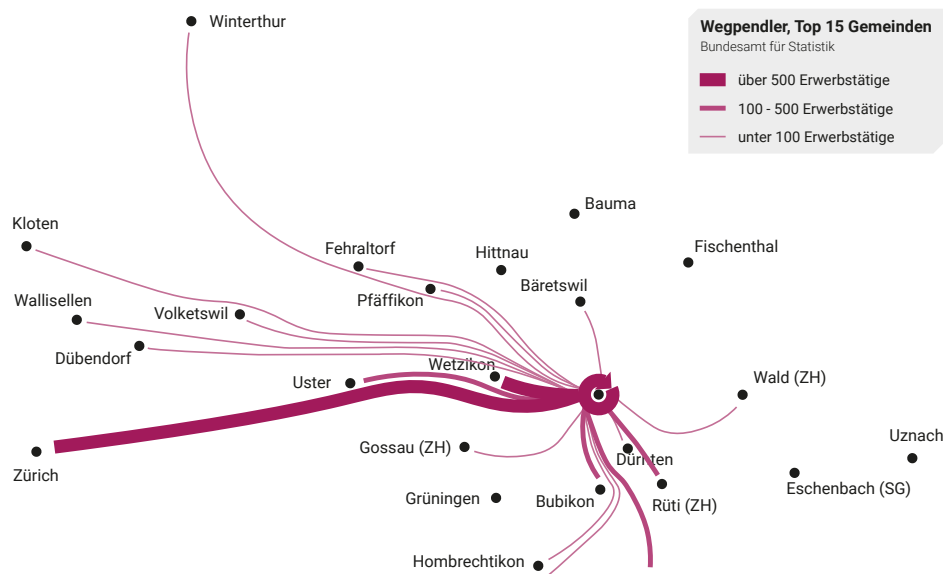 Winterthur
Wegpendler, Top 15 Gemeinden
Bundesamt für Statistik
über 500 Erwerbstätige
100 - 500 Erwerbstätige
unter 100 Erwerbstätige
Bauma
Kloten
Fehraltorf
Hittnau
Fischenthal
Bäretswil
Wallisellen
Volketswil
Pfäffikon
Dübendorf
Wetzikon
Uster
Wald (ZH)
Uznach
Gossau (ZH)
Dürnten
Zürich
Eschenbach (SG)
Grüningen
Bubikon
Rüti (ZH)
Hombrechtikon